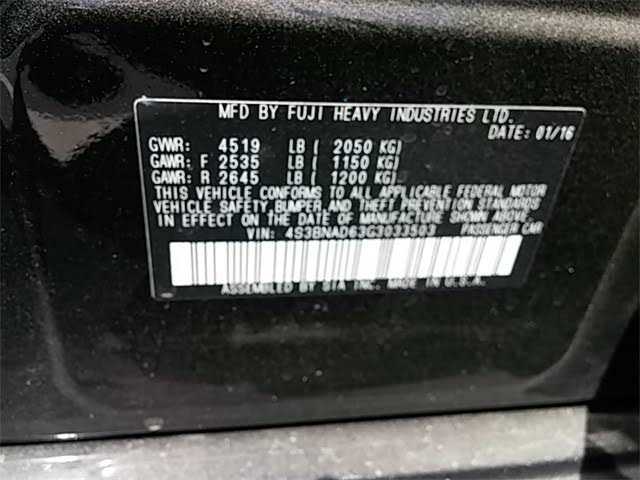 MFD BY FUJI HEAVY INDUSTRIES LTD.
DATE: 01/16
GVWR: 4519 LB ( 2050 KG)
GAWR: F 2535 LB ( 1150 KG)
GAWR: R 2645 LB ( 1200 KG)
THIS VEHICLE CONFORMS TO ALL APPLICABLE FEDERAL MOTOR
VEHICLE SAFETY, BUMPER, AND THEFT PREVENTION STANDARDS
IN EFFECT ON THE DATE OF MANUFACTURE SHOWN ABOVE.
VIN: 4S3BNAD63G3033503 PASSENGER CAR
ASSEMBLED BY SIA INC. MADE IN U.S.A.